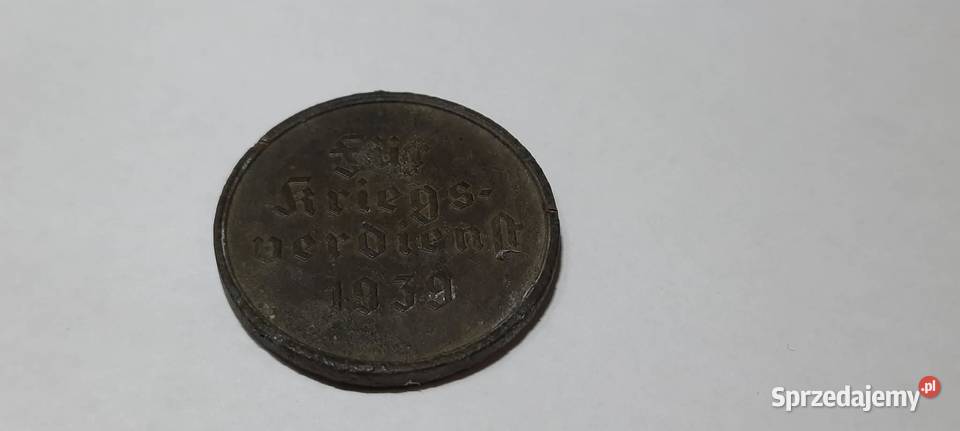 Für
Kriegs-
verdienst
1939
Sprzedajemy.pl